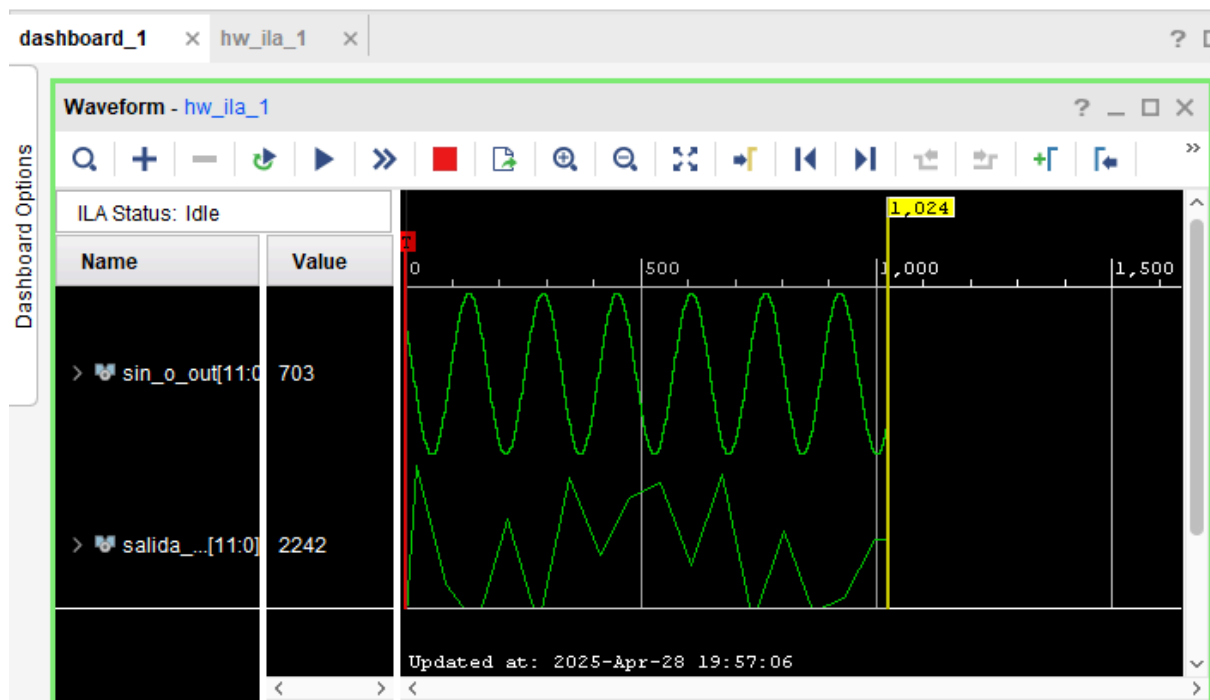 dashboard_1 × hw_ila_1 × ?
Dashboard Options
Waveform - hw_ila_1 ?
ILA Status: Idle
Name Value
sin_o_out[11:0 703
salida_...[11:0] 2242
1,024
T
0 500 1,000 1,500
Updated at: 2025-Apr-28 19:57:06